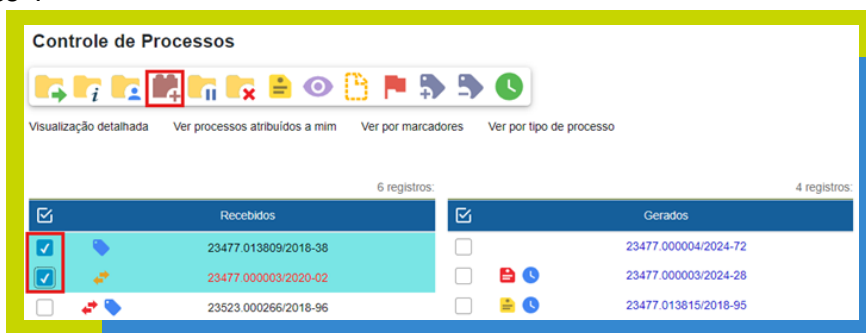 Controle de Processos
Visualização detalhada Ver processos atribuídos a mim Ver por marcadores Ver por tipo de processo
6 registros:
4 registros:
Recebidos
Gerados
23477.013809/2018-38
23477.000004/2024-72
23477.000003/2020-02
23477.000003/2024-28
23523.000266/2018-96
23477.013815/2018-95